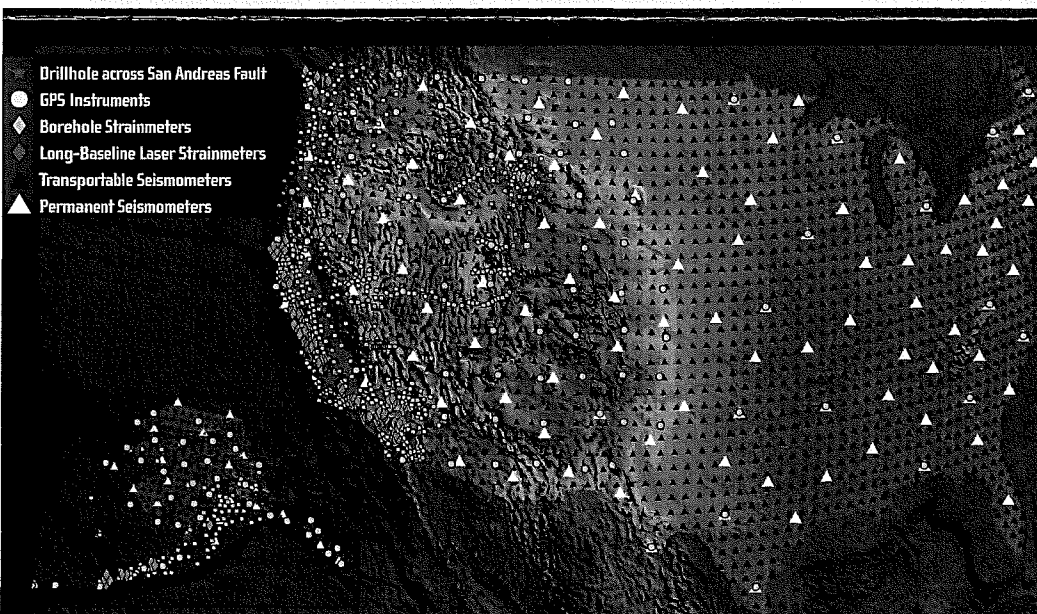 Drillhole across San Andreas Fault
GPS Instruments
Borehole Strainmeters
Long-Baseline Laser Strainmeters
Transportable Seismometers
Permanent Seismometers